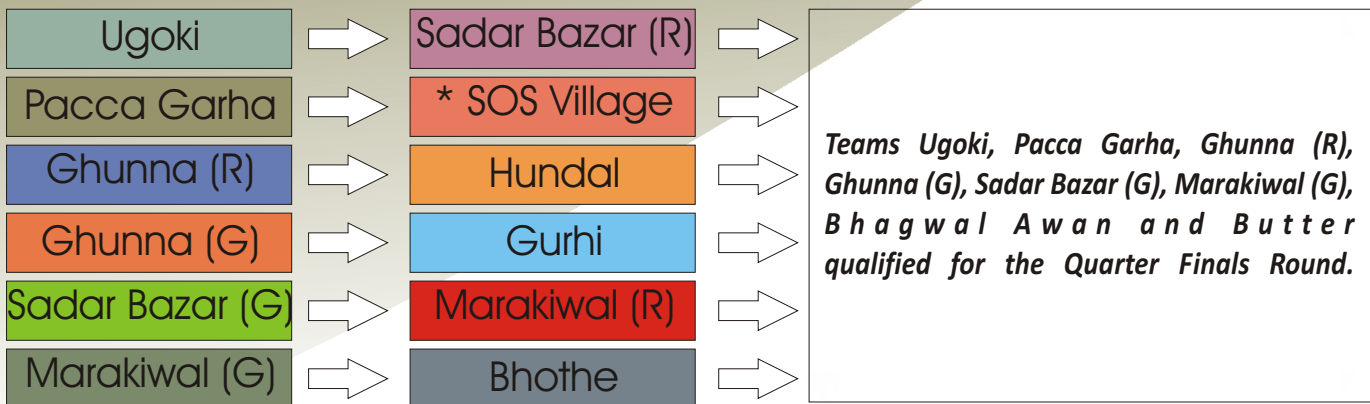 Ugoki Sadar Bazar (R)
Pacca Garha * SOS Village
Ghunna (R) Hundal
Ghunna (G) Gurhi
Sadar Bazar (G) Marakiwal (R)
Marakiwal (G) Bhothe
Teams Ugoki, Pacca Garha, Ghunna (R),
Ghunna (G), Sadar Bazar (G), Marakiwal (G),
Bhagwal Awan and Butter
qualified for the Quarter Finals Round.